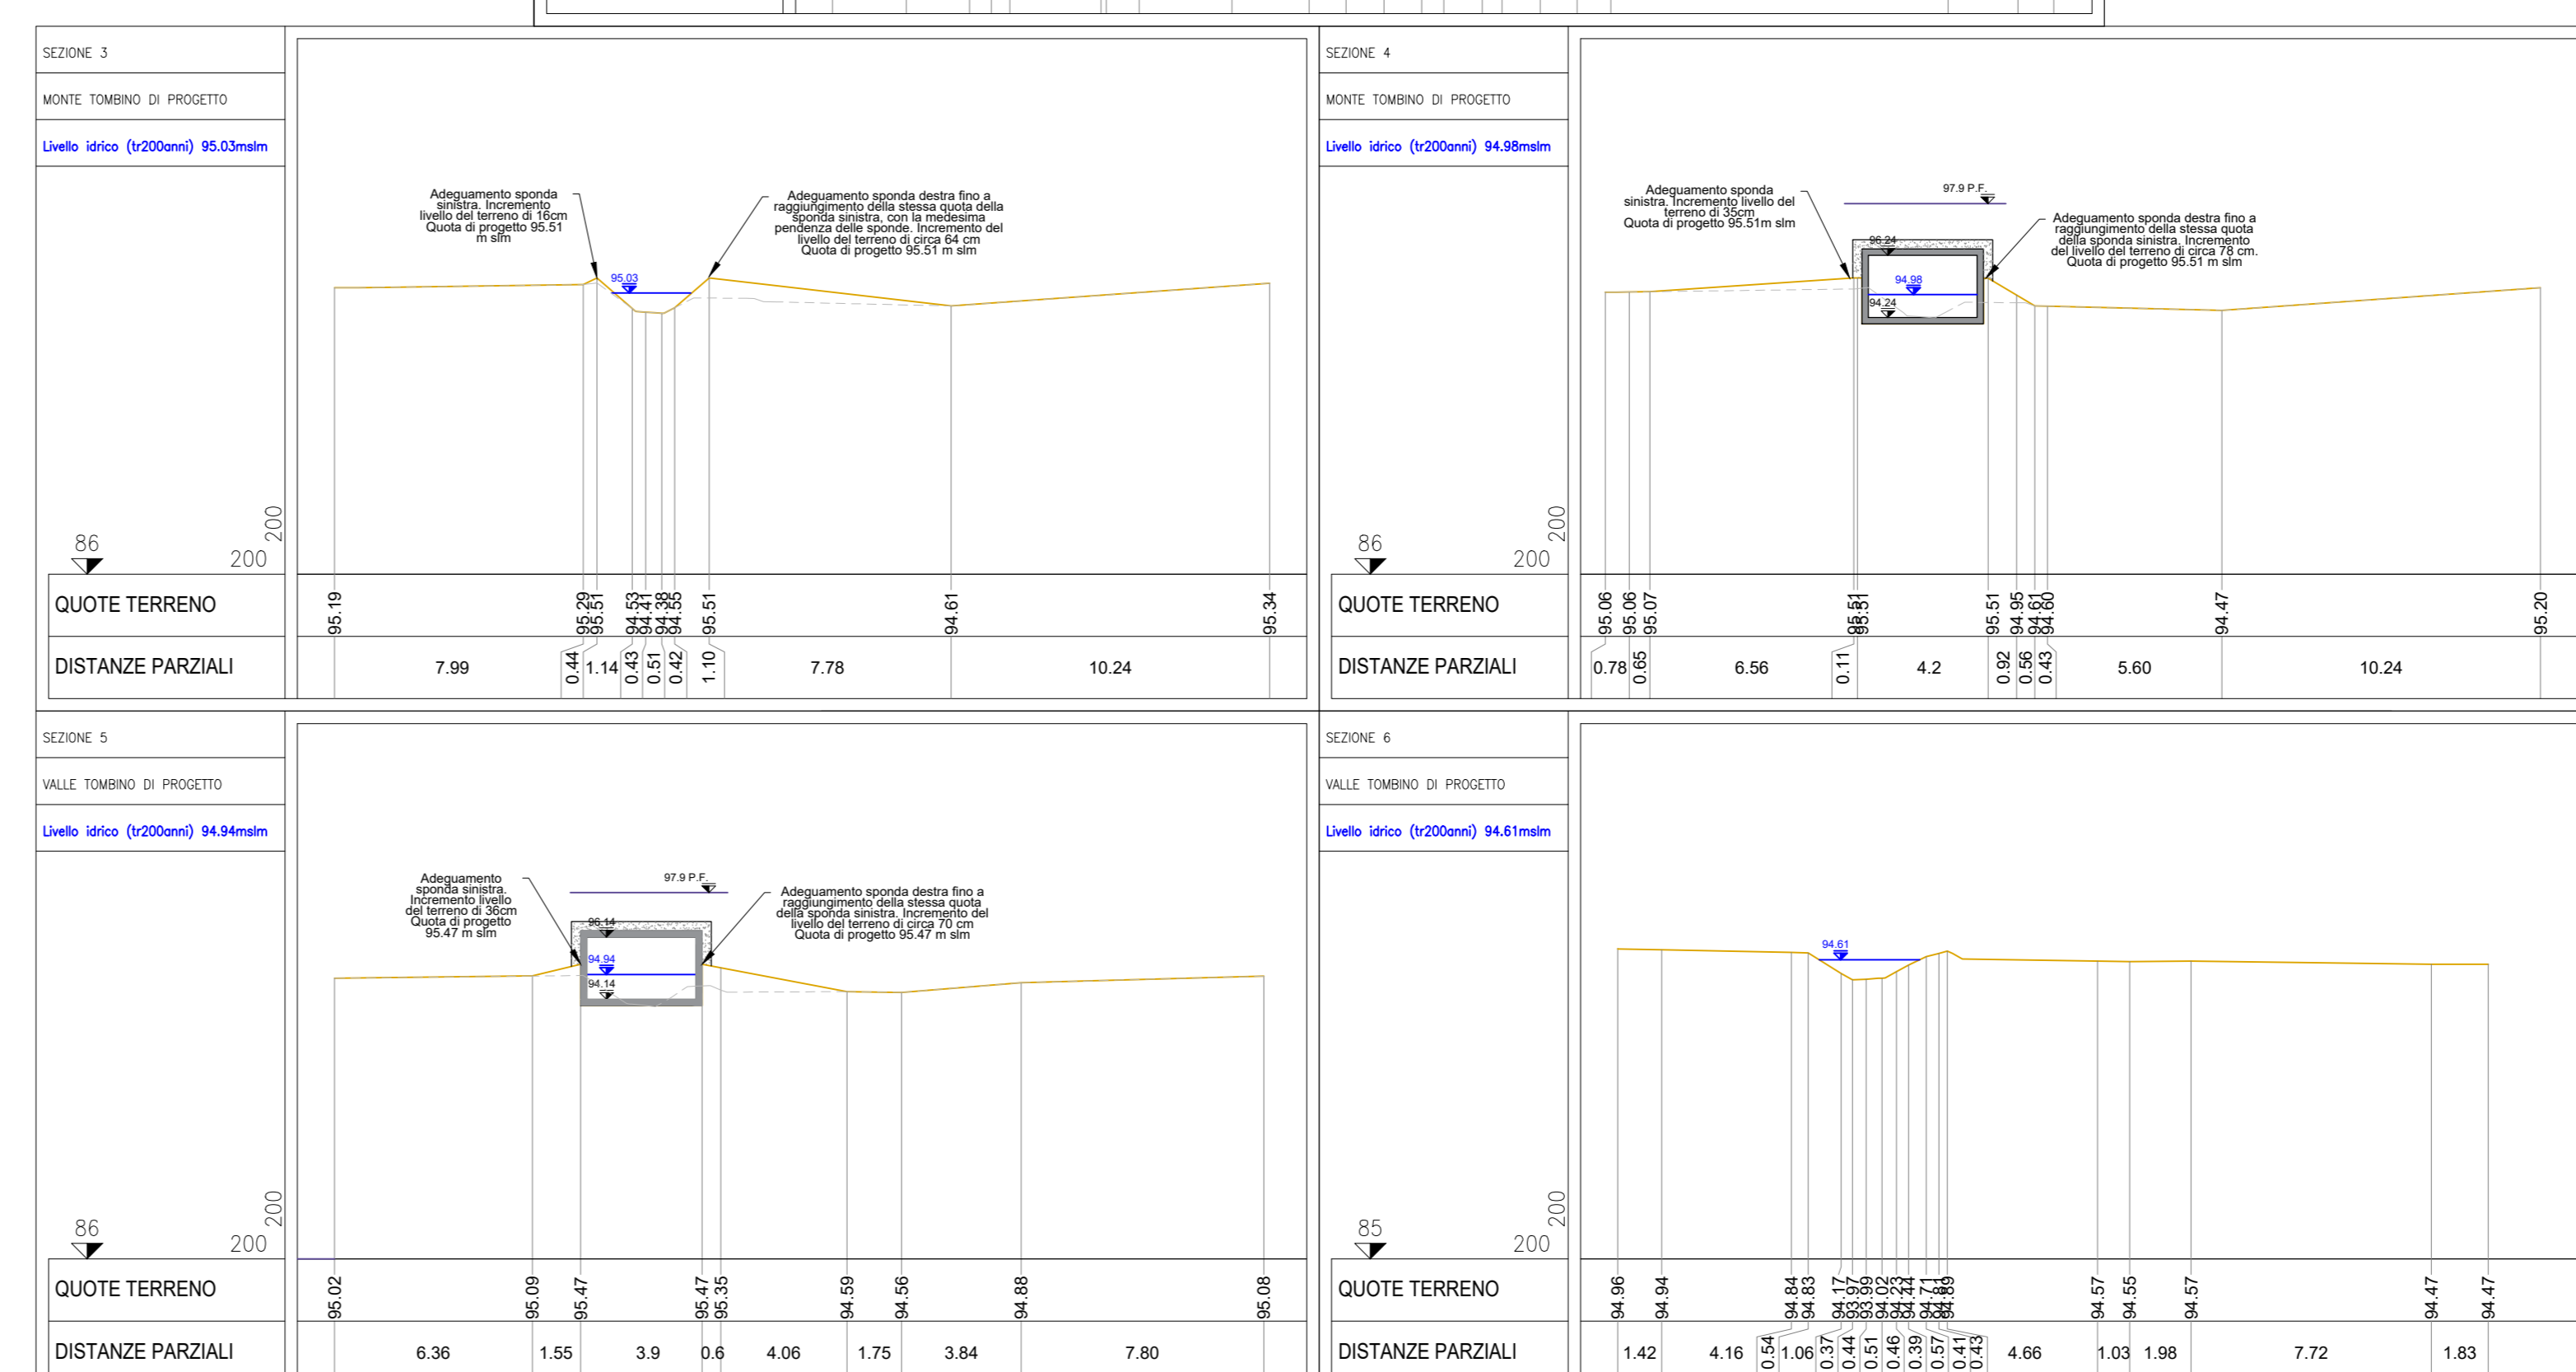 SEZIONE 3
MONTE TOMBINO DI PROGETTO
Livello idrico (tr200anni) 95.03mslm
Adeguamento sponda
sinistra. Incremento
livello del terreno di 16cm
Quota di progetto 95.51
m slm
95.03
Adeguamento sponda destra fino a
raggiungimento della stessa quota della
sponda sinistra, con la medesima
pendenza delle sponde. Incremento del
livello del terreno di circa 64 cm
Quota di progetto 95.51 m slm
200
86
200
QUOTE TERRENO
95.19 95.29 95.51 94.53 94.41 94.38 94.55 95.51 94.61 95.34
DISTANZE PARZIALI
7.99 0.44 1.14 0.43 0.51 0.42 1.10 7.78 10.24
SEZIONE 4
MONTE TOMBINO DI PROGETTO
Livello idrico (tr200anni) 94.98mslm
Adeguamento sponda
sinistra. Incremento livello del
terreno di 35cm
Quota di progetto 95.51m slm
97.9 P.F.
96.24
94.98
94.24
Adeguamento sponda destra fino a
raggiungimento della stessa quota
della sponda sinistra. Incremento
del livello del terreno di circa 78 cm.
Quota di progetto 95.51 m slm
200
86
200
QUOTE TERRENO
95.06 95.06 95.07 95.51 95.51 95.51 94.95 94.61 94.60 94.47 95.20
DISTANZE PARZIALI
0.78 0.65 6.56 0.11 4.2 0.92 0.56 0.43 5.60 10.24
SEZIONE 5
VALLE TOMBINO DI PROGETTO
Livello idrico (tr200anni) 94.94mslm
Adeguamento
sponda sinistra.
Incremento livello
del terreno di 36cm
Quota di progetto
95.47 m slm
97.9 P.F.
96.14
94.94
94.14
Adeguamento sponda destra fino a
raggiungimento della stessa quota
della sponda sinistra. Incremento del
livello del terreno di circa 70 cm
Quota di progetto 95.47 m slm
200
86
200
QUOTE TERRENO
95.02 95.09 95.47 95.47 95.35 94.59 94.56 94.88 95.08
DISTANZE PARZIALI
6.36 1.55 3.9 0.6 4.06 1.75 3.84 7.80
SEZIONE 6
VALLE TOMBINO DI PROGETTO
Livello idrico (tr200anni) 94.61mslm
94.61
200
85
200
QUOTE TERRENO
94.96 94.94 94.84 94.83 94.17 93.97 93.99 94.02 94.23 94.44 94.71 94.81 94.89 94.57 94.55 94.57 94.47 94.47
DISTANZE PARZIALI
1.42 4.16 0.54 1.06 0.37 0.44 0.51 0.46 0.39 0.57 0.41 0.43 4.66 1.03 1.98 7.72 1.83